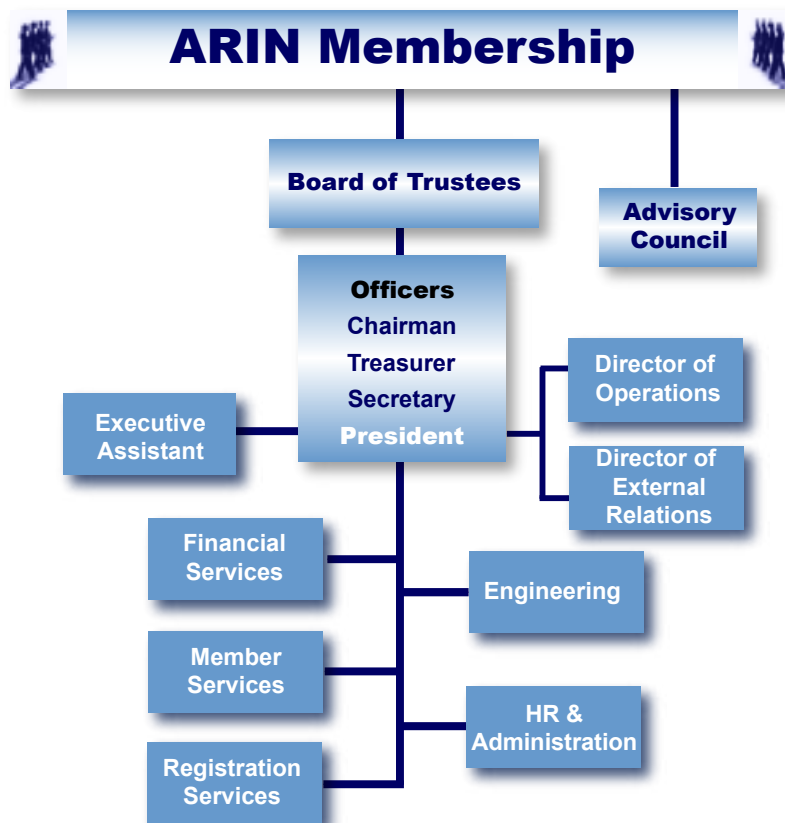 ARIN Membership
Board of Trustees
Advisory
Council
Officers
Chairman
Treasurer
Secretary
President
Director of
Operations
Executive
Assistant
Director of
External
Relations
Financial
Services
Engineering
Member
Services
HR &
Administration
Registration
Services